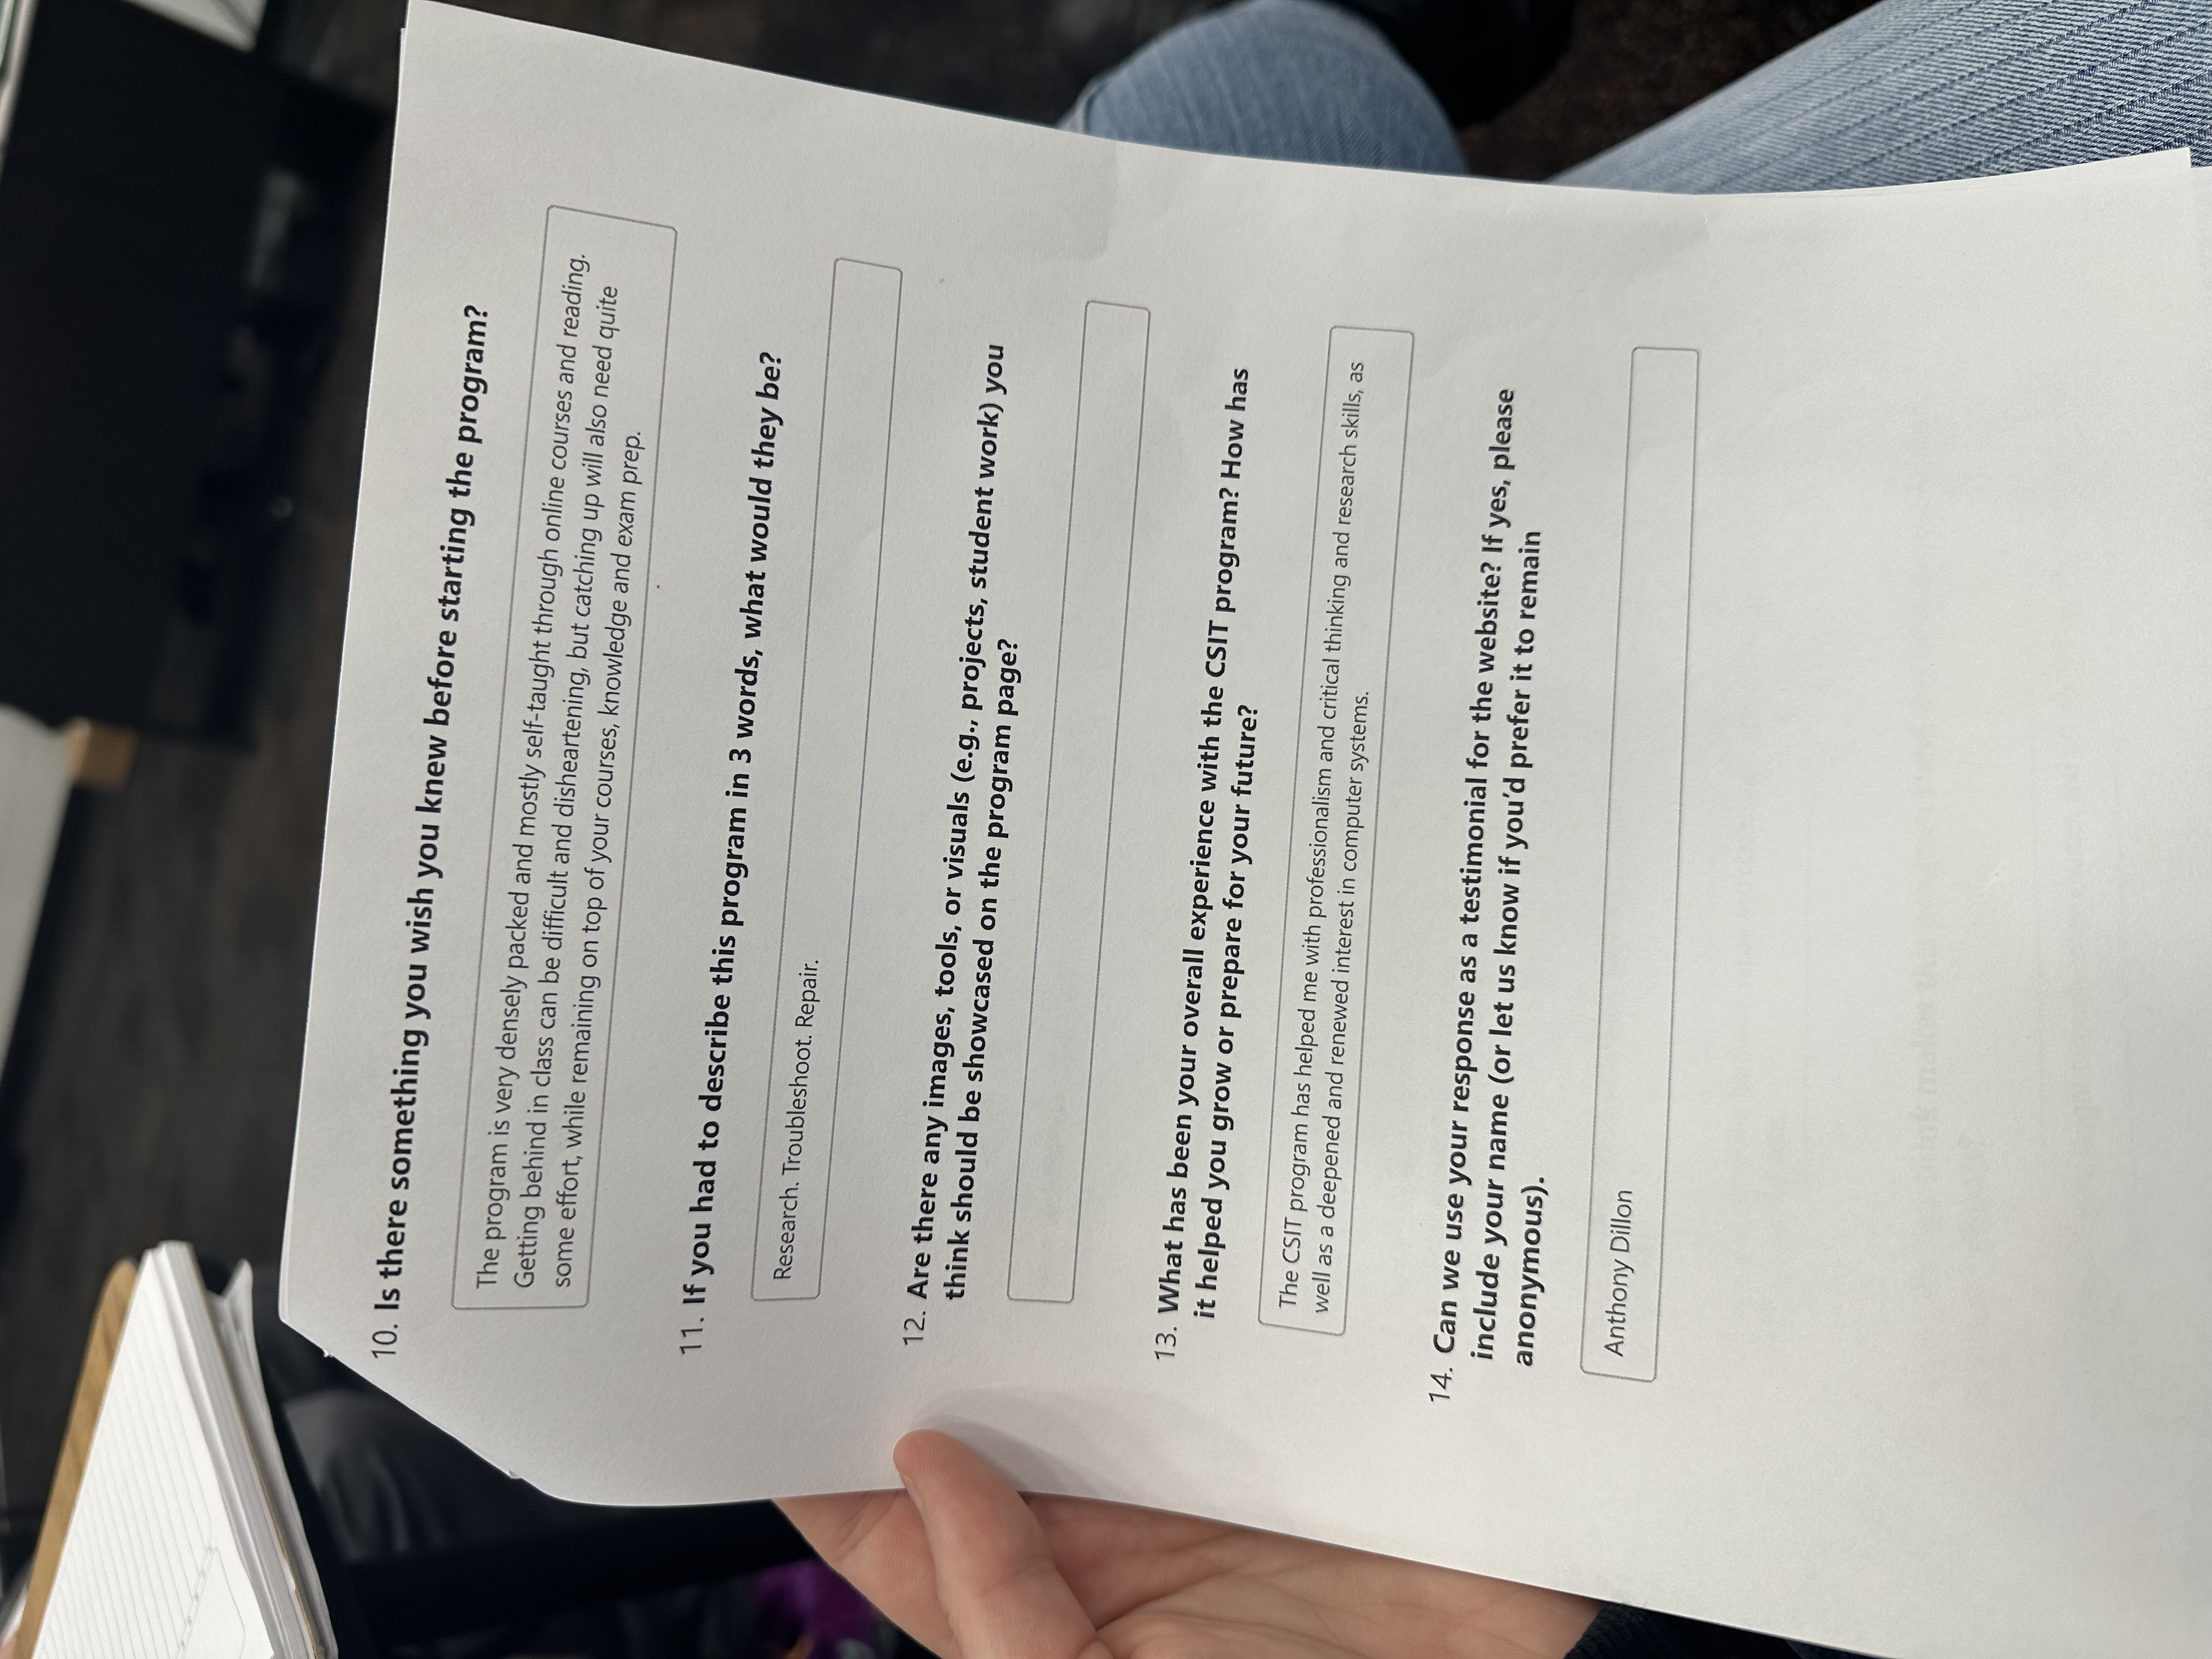 10. Is there something you wish you knew before starting the program?
The program is very densely packed and mostly self-taught through online courses and reading.
Getting behind in class can be difficult and disheartening, but catching up will also need quite
some effort, while remaining on top of your courses, knowledge and exam prep.
11. If you had to describe this program in 3 words, what would they be?
Research. Troubleshoot. Repair.
12. Are there any images, tools, or visuals (e.g., projects, student work) you
think should be showcased on the program page?
13. What has been your overall experience with the CSIT program? How has
it helped you grow or prepare for your future?
The CSIT program has helped me with professionalism and critical thinking and research skills, as
well as a deepened and renewed interest in computer systems.
14. Can we use your response as a testimonial for the website? If yes, please
include your name (or let us know if you'd prefer it to remain
anonymous).
Anthony Dillon
think makes this